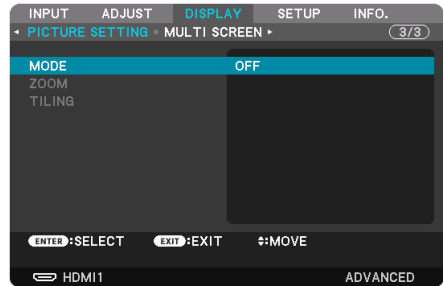 INPUT ADJUST DISPLAY SETUP INFO.
PICTURE SETTING MULTI SCREEN 3/3
MODE OFF
ZOOM
TILING
ENTER:SELECT EXIT:EXIT :MOVE
HDMI1 ADVANCED